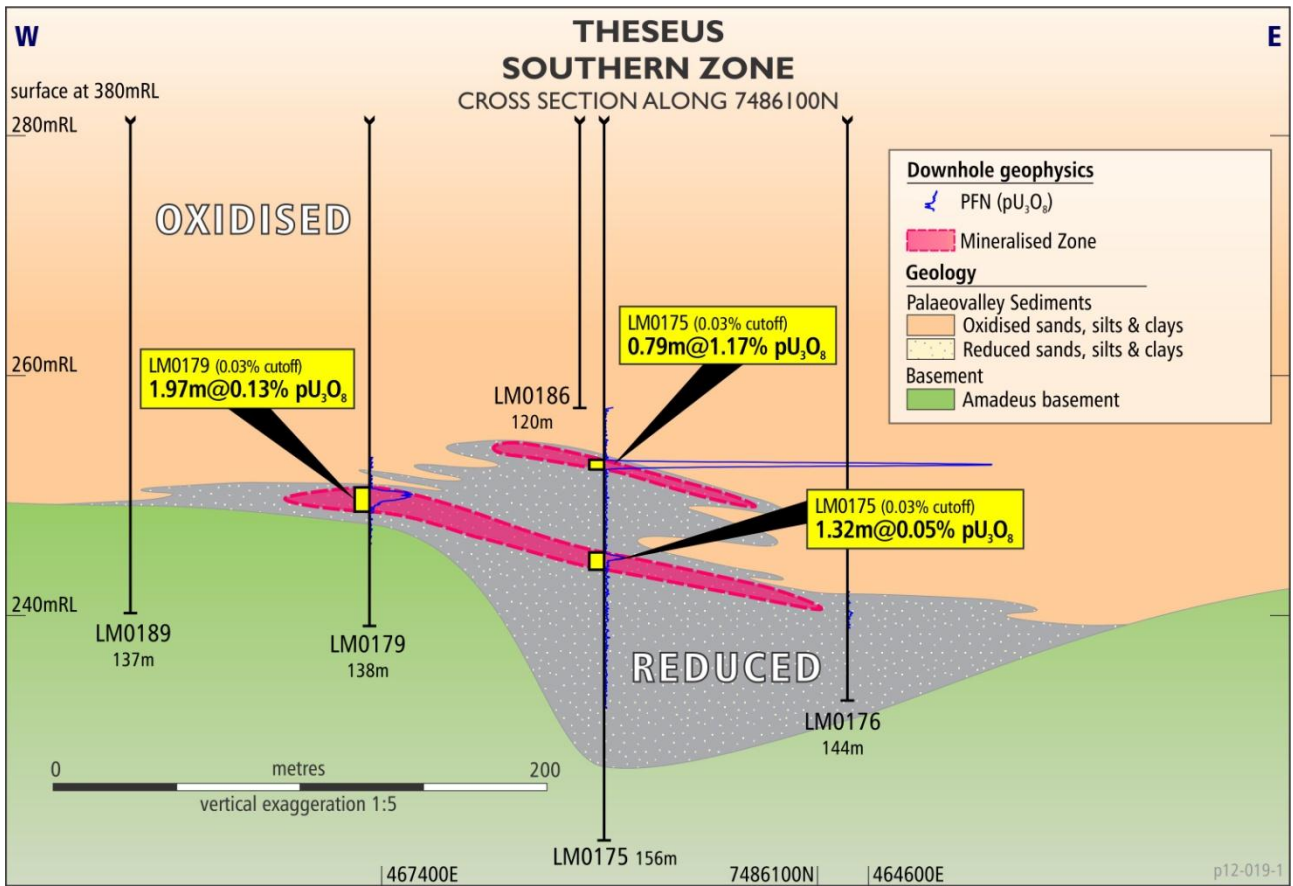 W
THESEUS
E
SOUTHERN ZONE
CROSS SECTION ALONG 7486100N
surface at 380mRL
280mRL
OXIDISED
Downhole geophysics
PFN (pU₃O₈)
Mineralised Zone
Geology
Palaeovalley Sediments
Oxidised sands, silts & clays
Reduced sands, silts & clays
Basement
Amadeus basement
LM0175 (0.03% cutoff)
0.79m@1.17% pU₃O₈
LM0179 (0.03% cutoff)
1.97m@0.13% pU₃O₈
260mRL
LM0186
120m
LM0175 (0.03% cutoff)
1.32m@0.05% pU₃O₈
240mRL
LM0189
137m
LM0179
138m
REDUCED
LM0176
144m
0 metres 200
vertical exaggeration 1:5
LM0175 156m
467400E
7486100N
464600E
p12-019-1